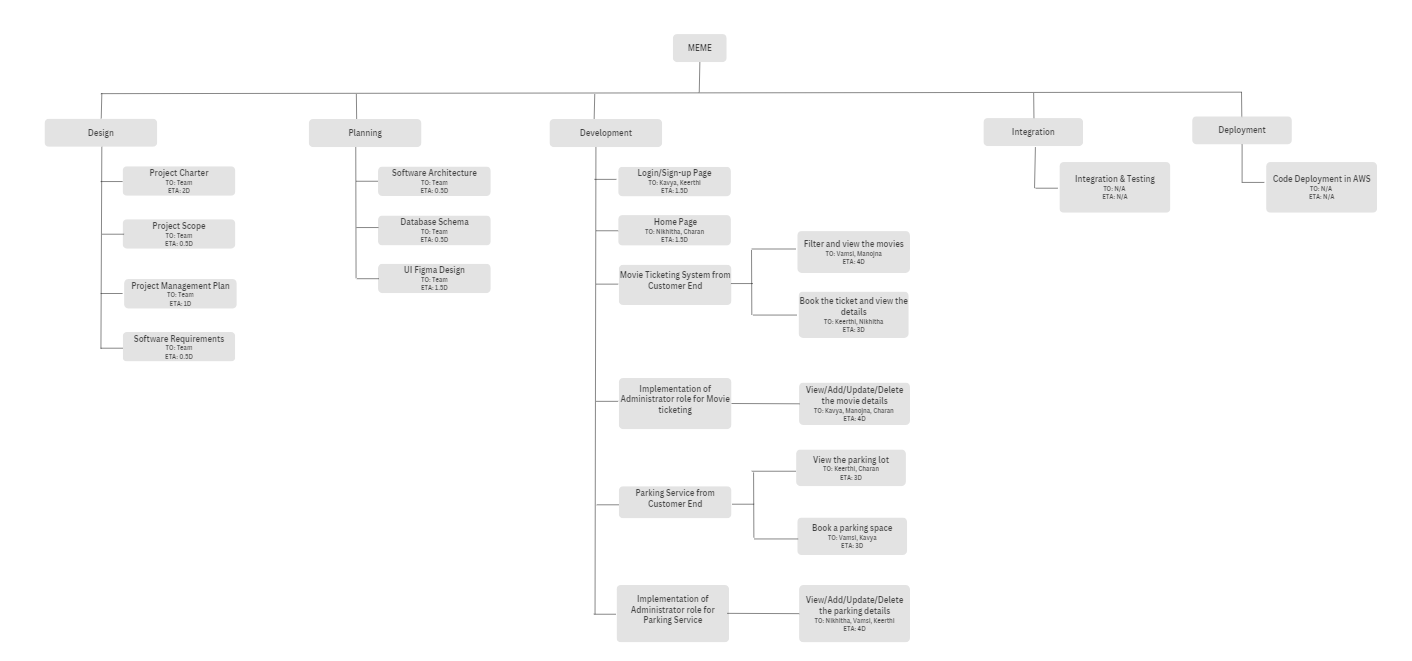 MEME
Design
Project Charter
TO: Team
ETA: 2D
Project Scope
TO: Team
ETA: 0.5D
Project Management Plan
TO: Team
ETA: 1D
Software Requirements
TO: Team
ETA: 0.5D
Planning
Software Architecture
TO: Team
ETA: 0.5D
Database Schema
TO: Team
ETA: 0.5D
UI Figma Design
TO: Team
ETA: 1.5D
Development
Login/Sign-up Page
TO: Kavya, Keerthi
ETA: 1.5D
Home Page
TO: Nikhitha, Charan
ETA: 1.5D
Movie Ticketing System from
Customer End
Filter and view the movies
TO: Vamsi, Manojna
ETA: 4D
Book the ticket and view the
details
TO: Keerthi, Nikhitha
ETA: 3D
Implementation of
Administrator role for Movie
ticketing
View/Add/Update/Delete
the movie details
TO: Kavya, Manojna, Charan
ETA: 4D
Parking Service from
Customer End
View the parking lot
TO: Keerthi, Charan
ETA: 3D
Book a parking space
TO: Vamsi, Kavya
ETA: 3D
Implementation of
Administrator role for
Parking Service
View/Add/Update/Delete
the parking details
TO: Nikhitha, Vamsi, Keerthi
ETA: 4D
Integration
Integration & Testing
TO: N/A
ETA: N/A
Deployment
Code Deployment in AWS
TO: N/A
ETA: N/A